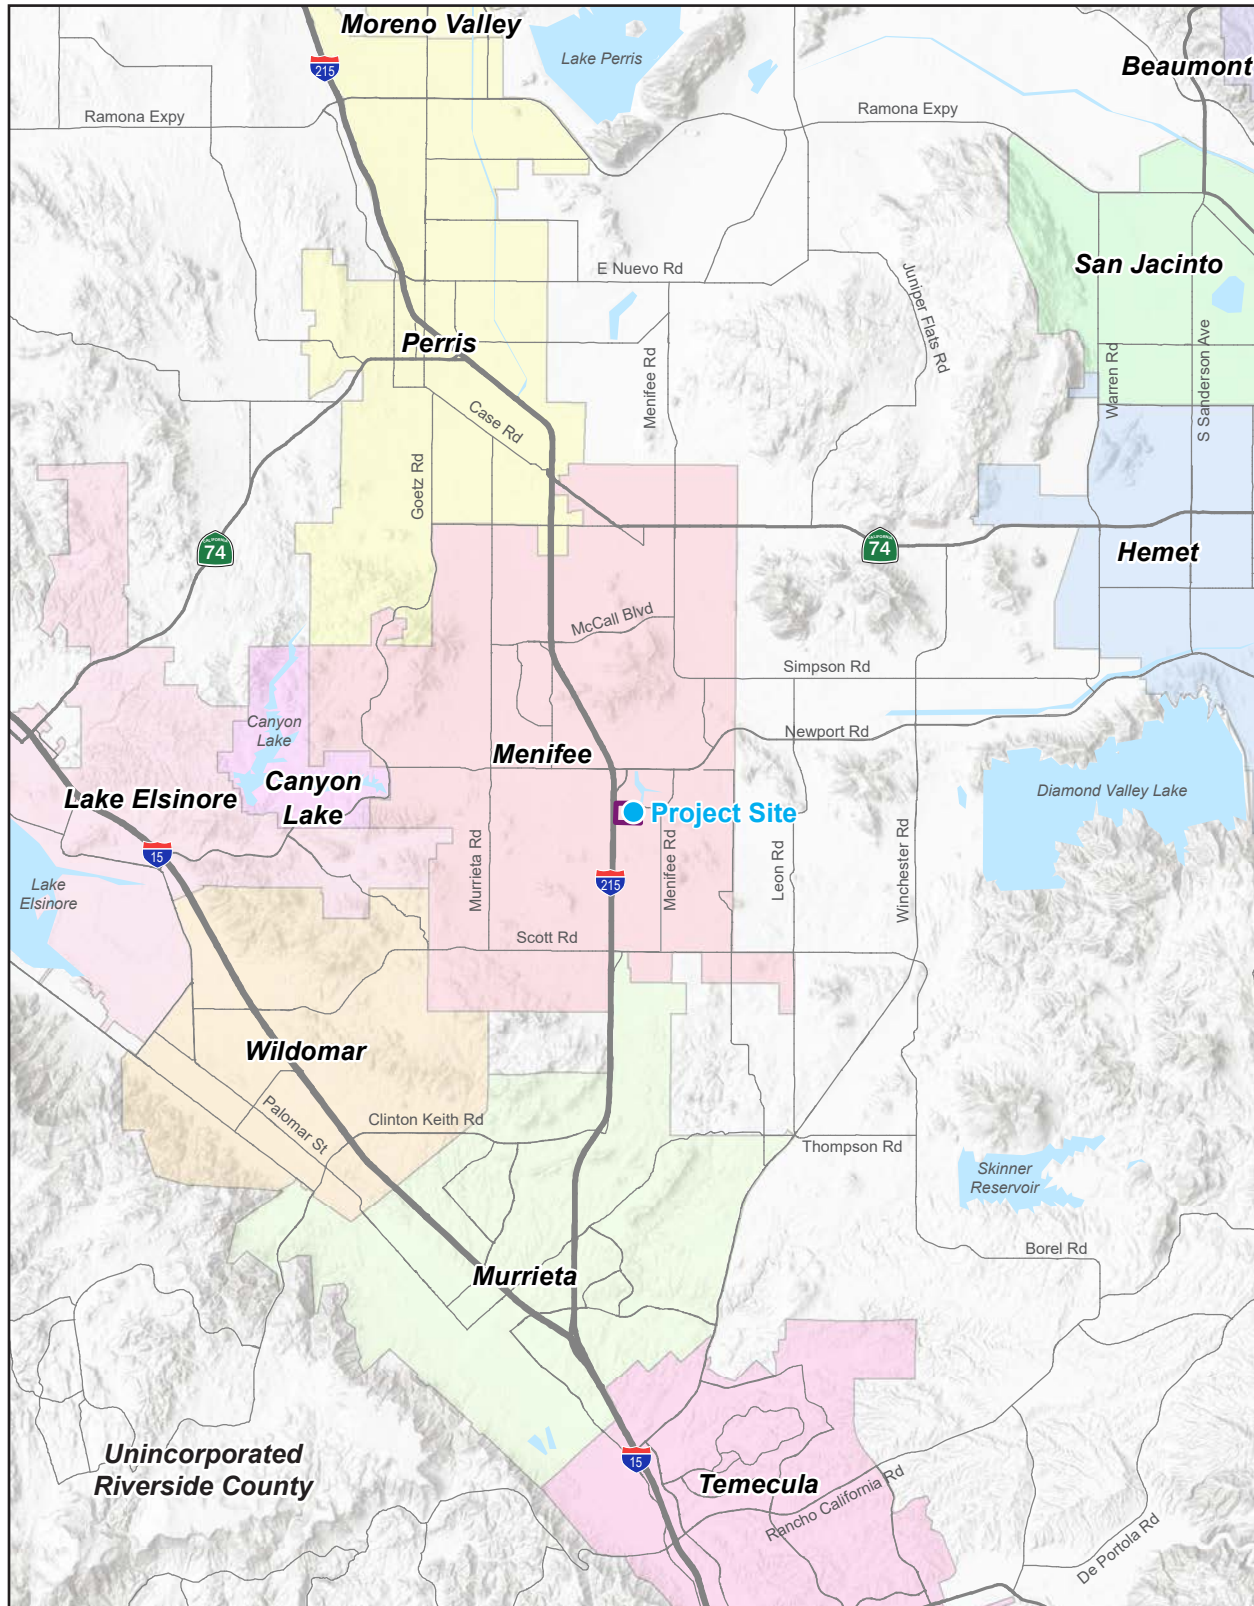 Moreno Valley
Lake Perris
Beaumont
215
Ramona Expy
Ramona Expy
San Jacinto
E Nuevo Rd
Juniper Flats Rd
Perris
Menifee Rd
Warren Rd
S Sanderson Ave
Case Rd
Goetz Rd
CALIFORNIA
74
CALIFORNIA
74
Hemet
McCall Blvd
Simpson Rd
Canyon
Lake
Newport Rd
Menifee
Canyon
Lake
Lake Elsinore
Diamond Valley Lake
Project Site
Murrieta Rd
Menifee Rd
Leon Rd
Winchester Rd
15
215
Lake
Elsinore
Scott Rd
Wildomar
Palomar St
Clinton Keith Rd
Thompson Rd
Skinner
Reservoir
Borel Rd
Murrieta
Unincorporated
Riverside County
15
Temecula
Rancho California Rd
De Portola Rd